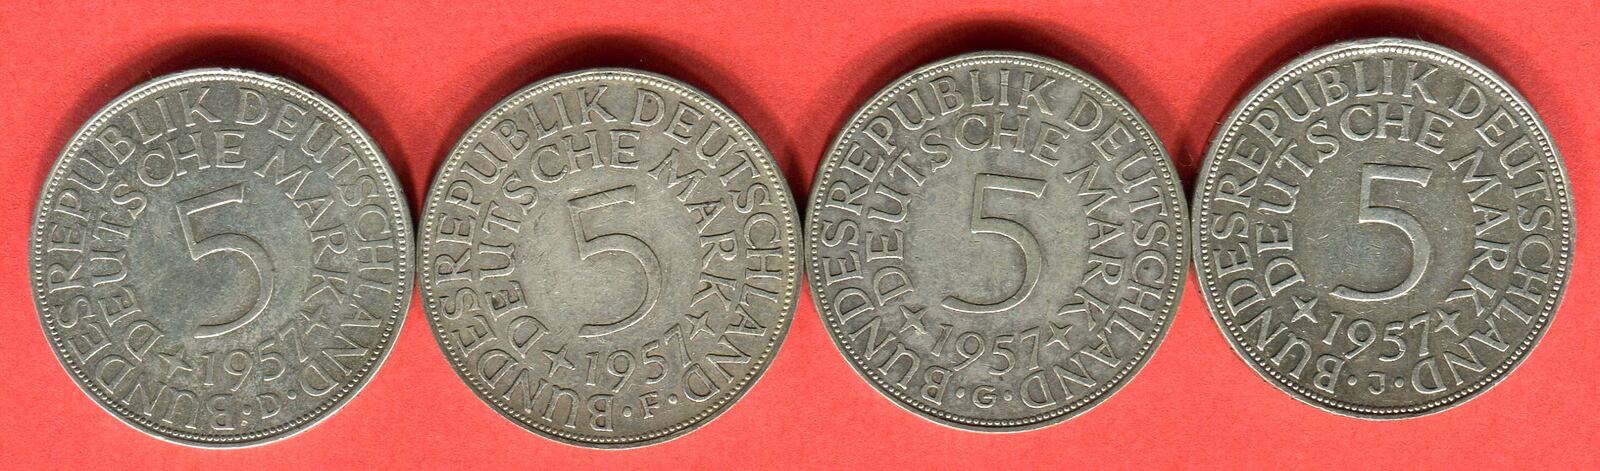 BUNDESREPUBLIK DEUTSCHLAND
DEUTSCHE MARK
5
1957
·D·
BUNDESREPUBLIK DEUTSCHLAND
DEUTSCHE MARK
5
1957
·F·
BUNDESREPUBLIK DEUTSCHLAND
DEUTSCHE MARK
5
1957
·G·
BUNDESREPUBLIK DEUTSCHLAND
DEUTSCHE MARK
5
1957
·J·